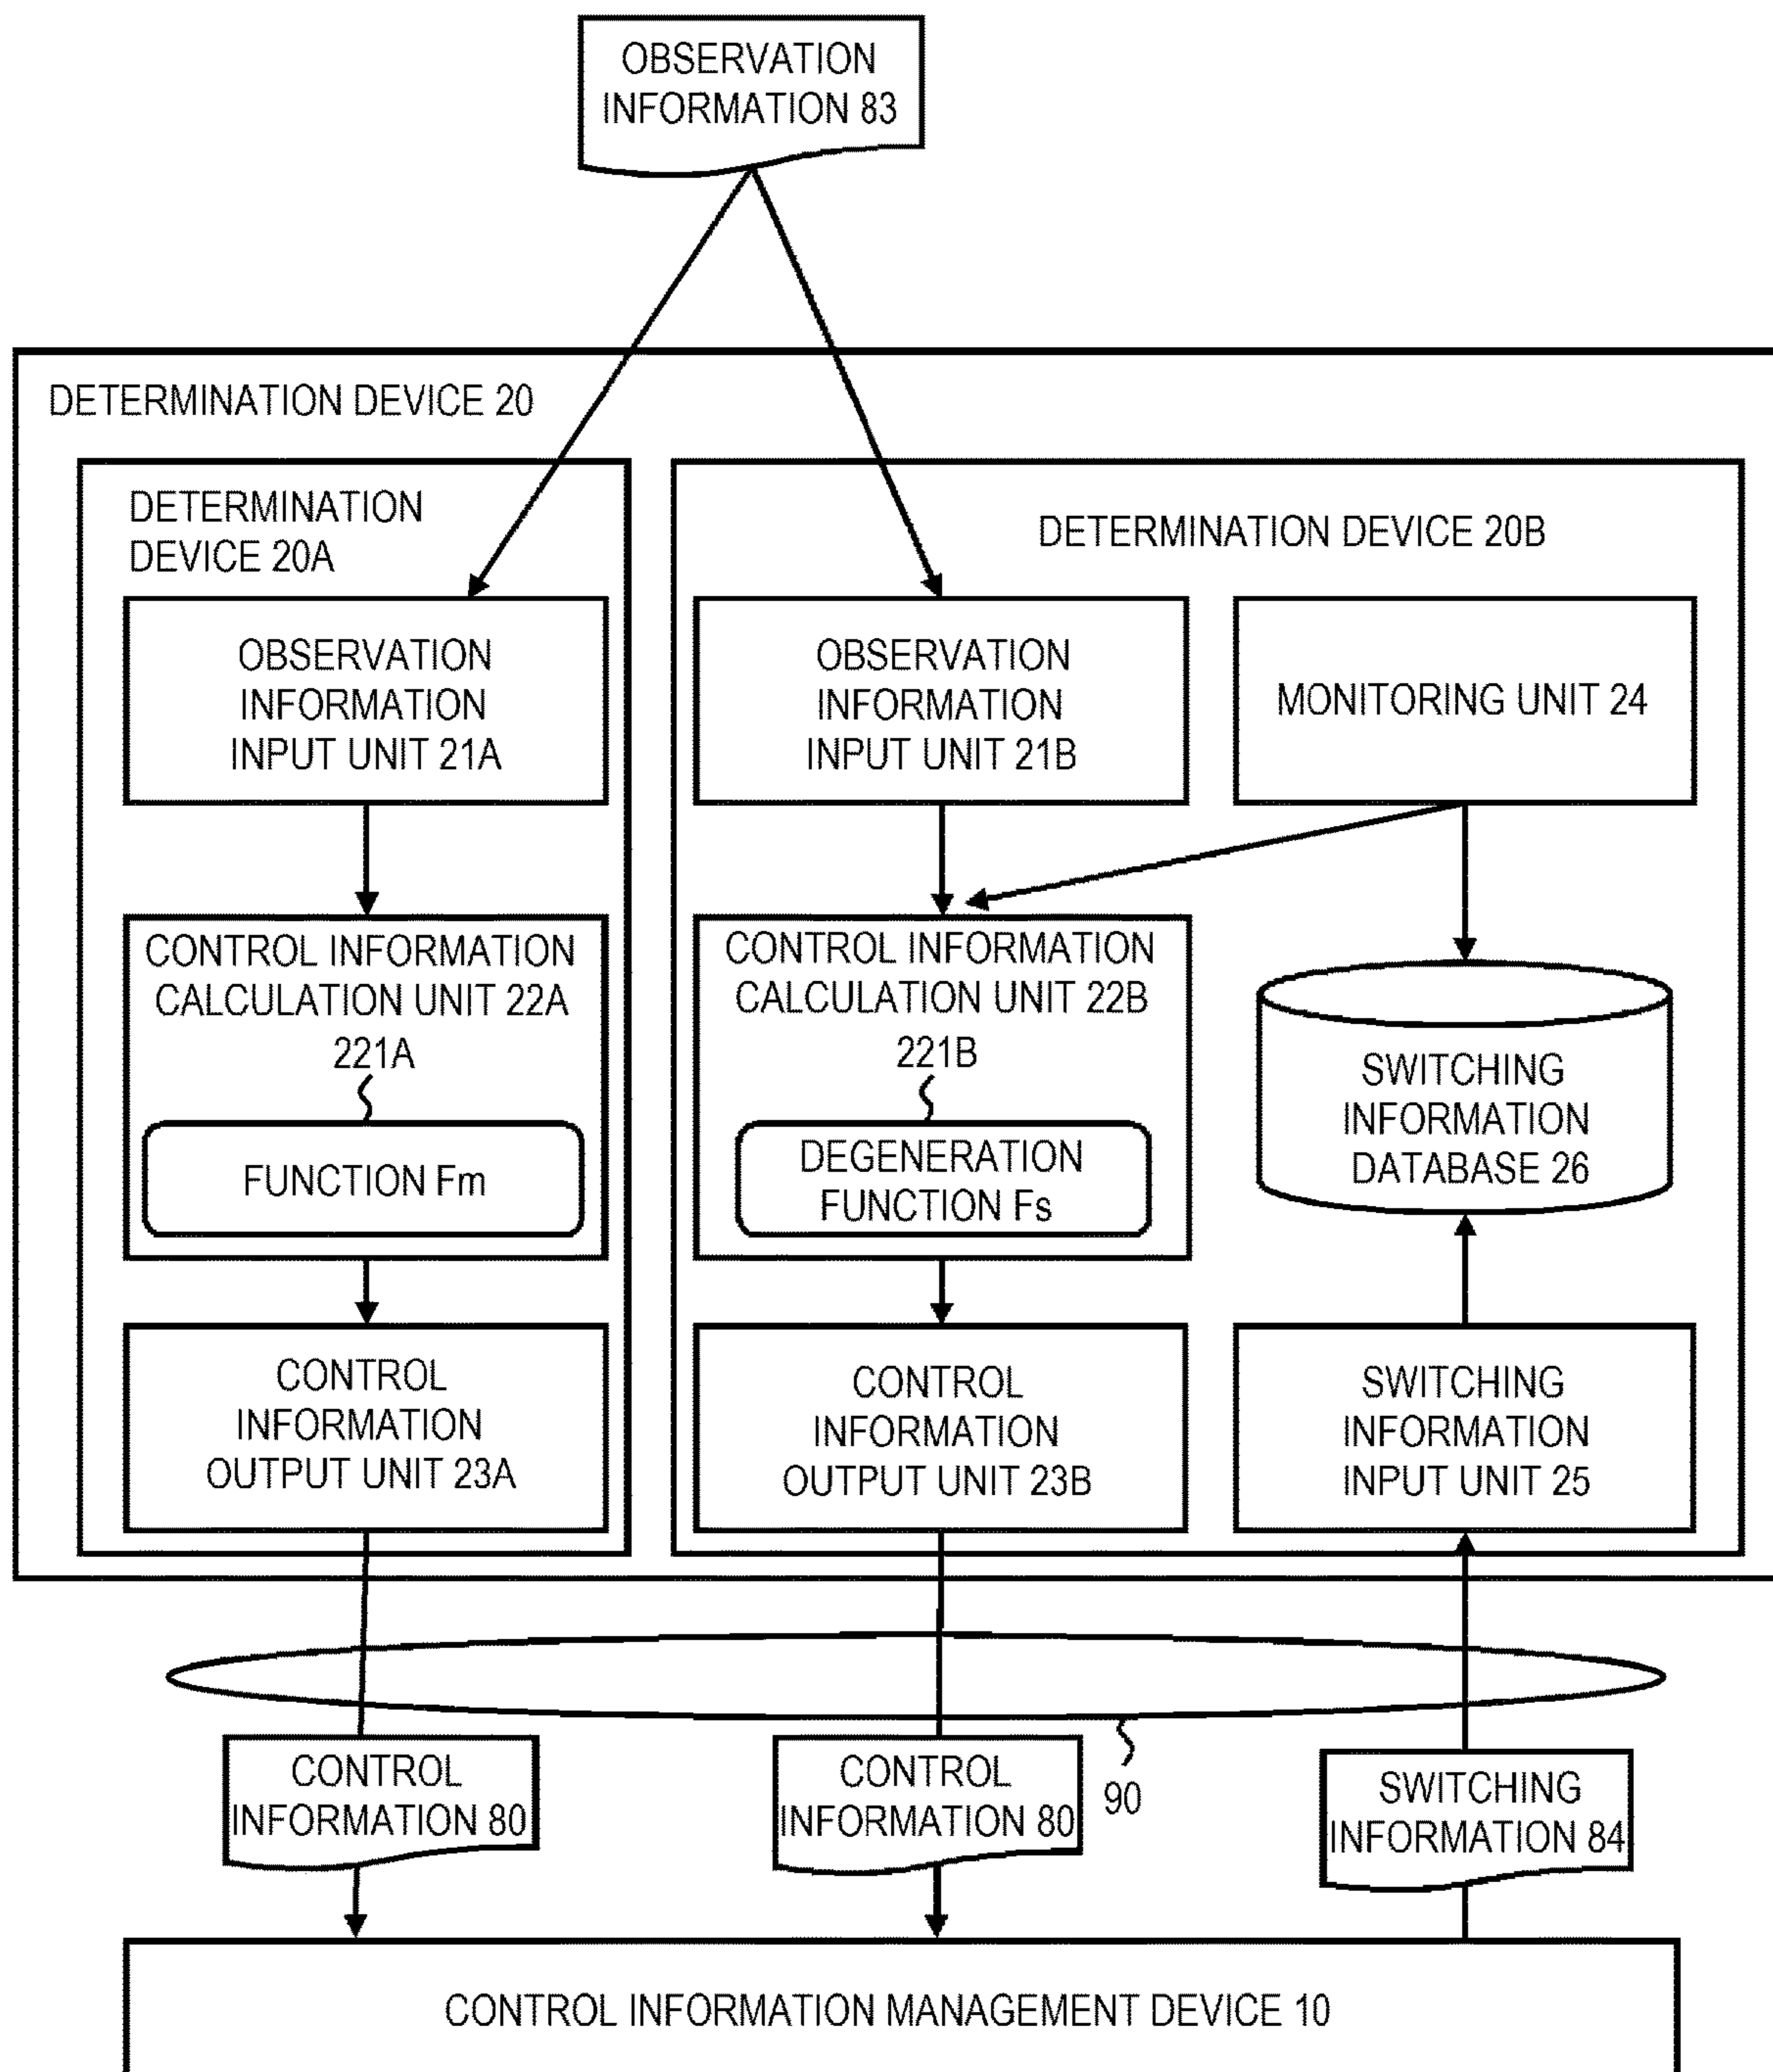 OBSERVATION
INFORMATION 83
DETERMINATION DEVICE 20
DETERMINATION
DEVICE 20A
OBSERVATION
INFORMATION
INPUT UNIT 21A
CONTROL INFORMATION
CALCULATION UNIT 22A
221A
FUNCTION Fm
CONTROL
INFORMATION
OUTPUT UNIT 23A
DETERMINATION DEVICE 20B
OBSERVATION
INFORMATION
INPUT UNIT 21B
MONITORING UNIT 24
CONTROL INFORMATION
CALCULATION UNIT 22B
221B
DEGENERATION
FUNCTION Fs
SWITCHING
INFORMATION
DATABASE 26
CONTROL
INFORMATION
OUTPUT UNIT 23B
SWITCHING
INFORMATION
INPUT UNIT 25
CONTROL
INFORMATION 80
CONTROL
INFORMATION 80
90
SWITCHING
INFORMATION 84
CONTROL INFORMATION MANAGEMENT DEVICE 10